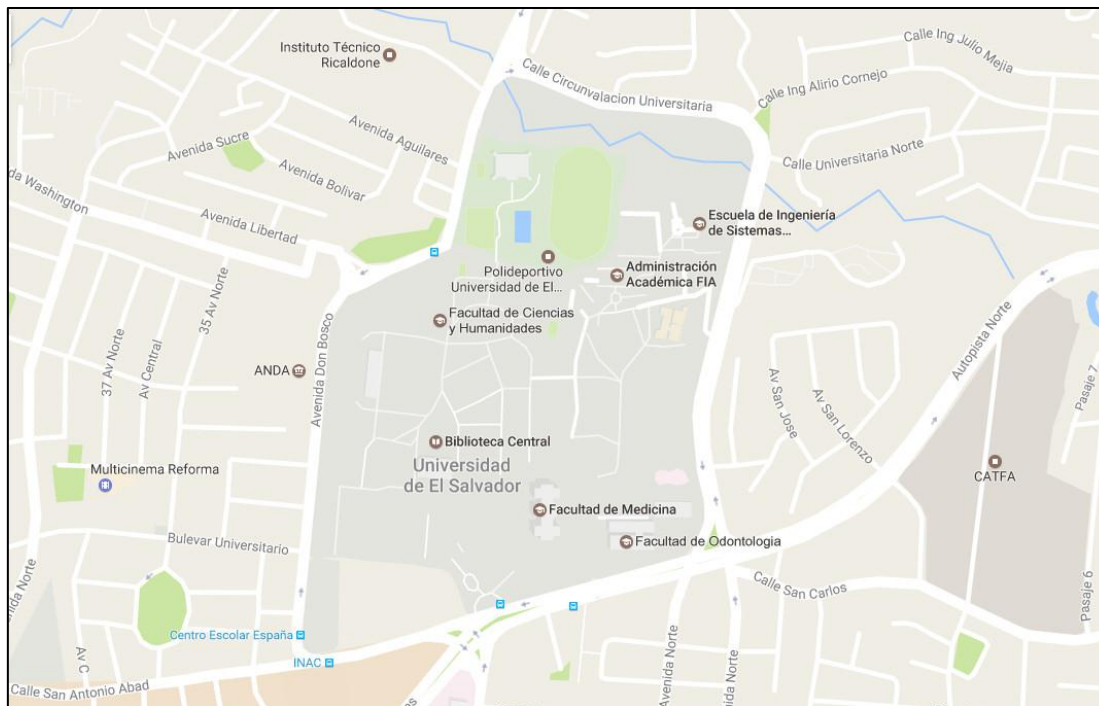 Instituto Técnico
Ricaldone
Calle Circunvalacion Universitaria
Calle Ing Julio Mejia
Calle Ing Alirio Cornejo
Calle Universitaria Norte
Avenida Sucre
Avenida Aguilares
Avenida Bolivar
da Washington
Avenida Libertad
Escuela de Ingeniería
de Sistemas...
Polideportivo
Universidad de El...
Administración
Académica FIA
35 Av Norte
Facultad de Ciencias
y Humanidades
37 Av Norte
Av Central
ANDA
Avenida Don Bosco
Autopista Norte
Pasaje 7
Av San Jose
Av San Lorenzo
Biblioteca Central
Multicinema Reforma
Universidad
de El Salvador
CATFA
Facultad de Medicina
Bulevar Universitario
Facultad de Odontologia
Calle San Carlos
Pasaje 6
enida Norte
Centro Escolar España
INAC
Av C
Avenida Norte
nida Norte
Calle San Antonio Abad
os